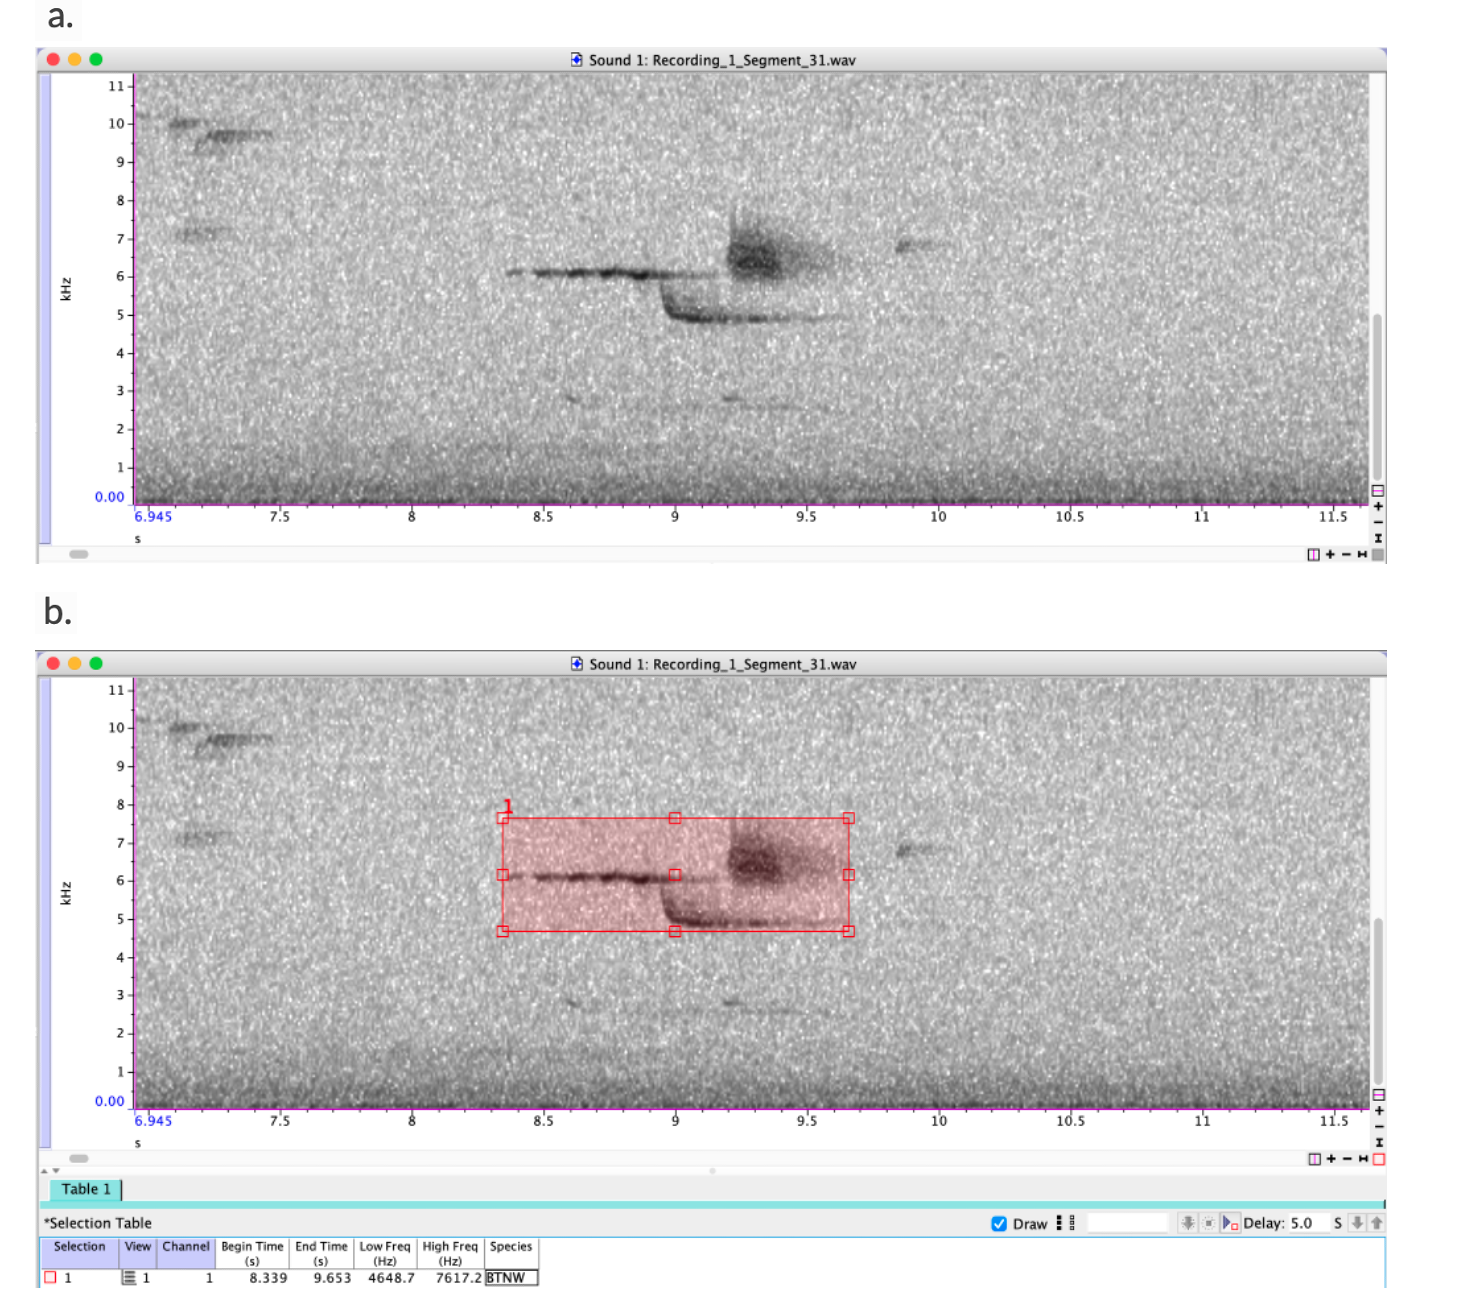 a.
Sound 1: Recording_1_Segment_31.wav
11
10
9
8
7
6
5
4
3
2
1
0.00
kHz
6.945 7.5 8 8.5 9 9.5 10 10.5 11 11.5
s
b.
Sound 1: Recording_1_Segment_31.wav
11
10
9
8
7
6
5
4
3
2
1
0.00
kHz
1
6.945 7.5 8 8.5 9 9.5 10 10.5 11 11.5
s
Table 1
*Selection Table Draw Delay: 5.0 S
Selection View Channel Begin Time End Time Low Freq High Freq Species
(s) (s) (Hz) (Hz)
1 1 1 8.339 9.653 4648.7 7617.2 BTNW